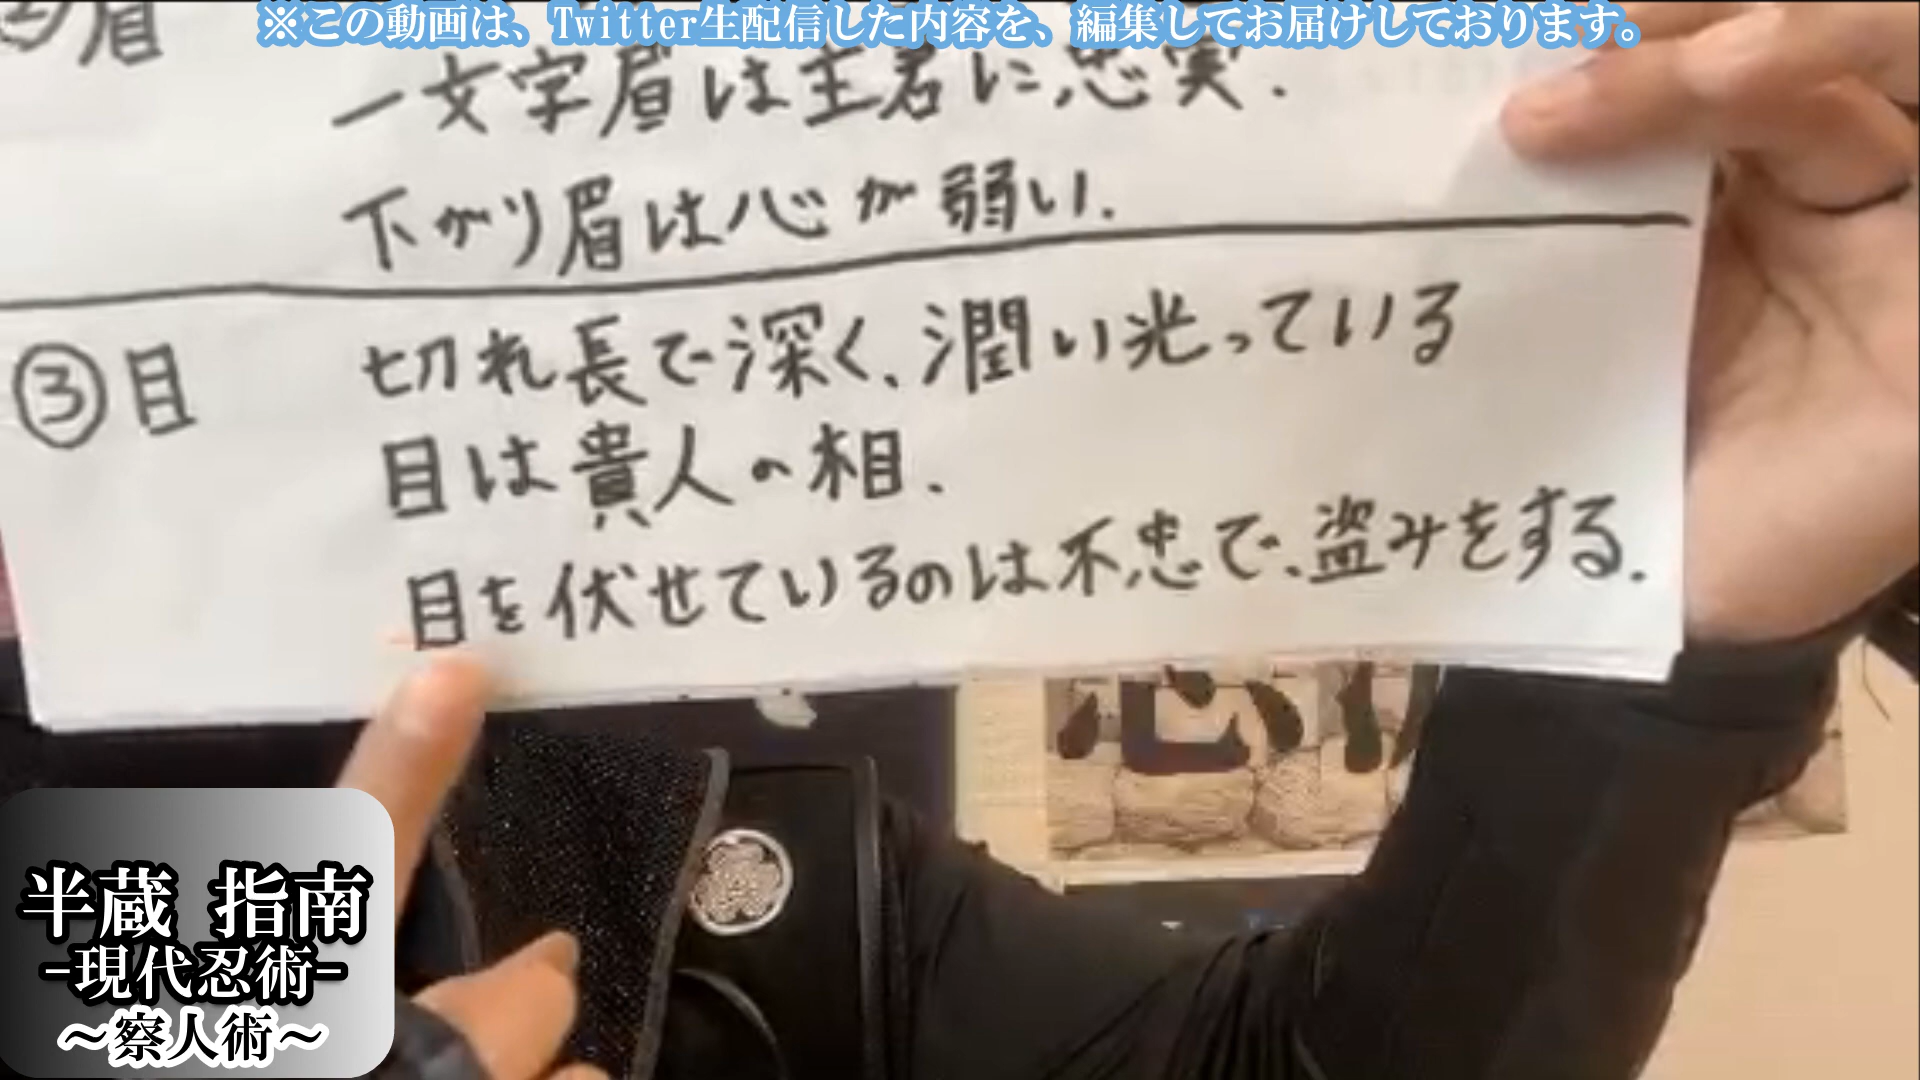 ※この動画は、Twitter生配信した内容を、編集してお届けしております。
②眉
一文字眉は主君に忠実.
下がり眉は心が弱い.
③目
切れ長で深く、潤い光っている
目は貴人の相.
目を伏せているのは不忠で、盗みをする.
半蔵 指南
-現代忍術-
～察人術～